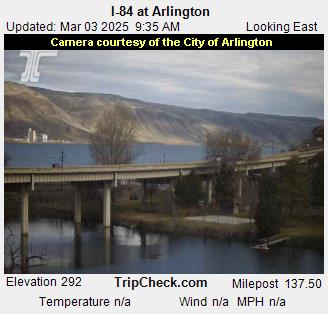 I-84 at Arlington
Updated: Mar 03 2025 9:35 AM Looking East
Camera courtesy of the City of Arlington
Elevation 292 TripCheck.com Milepost 137.50
Temperature n/a Wind n/a MPH n/a